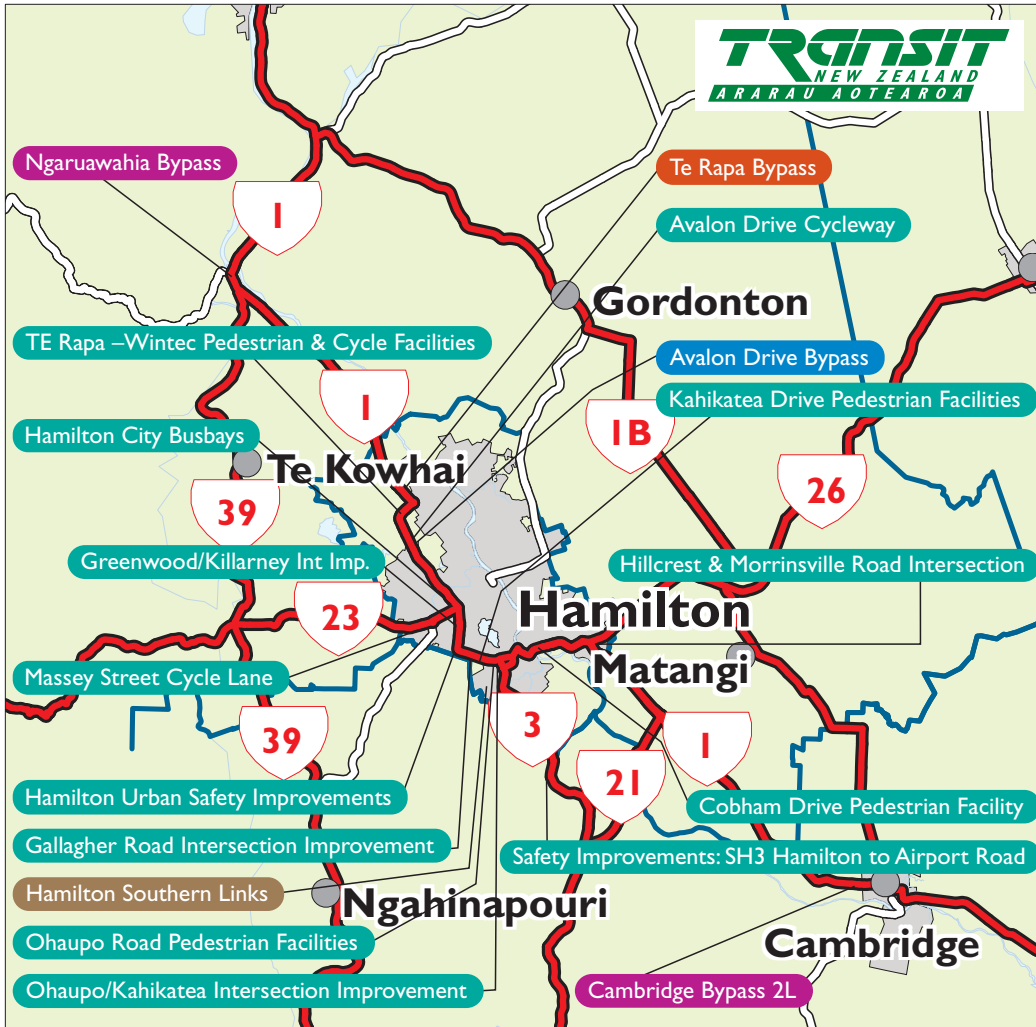 TRANSIT
NEW ZEALAND
ARARAU AOTEAROA
Ngaruawahia Bypass
Te Rapa Bypass
1
Avalon Drive Cycleway
Gordonton
TE Rapa –Wintec Pedestrian & Cycle Facilities
Avalon Drive Bypass
1
Kahikatea Drive Pedestrian Facilities
1B
Hamilton City Busbays
Te Kowhai
26
39
Greenwood/Killarney Int Imp.
Hillcrest & Morrinsville Road Intersection
23
Hamilton
Matangi
Massey Street Cycle Lane
3
39
1
21
Hamilton Urban Safety Improvements
Cobham Drive Pedestrian Facility
Gallagher Road Intersection Improvement
Safety Improvements: SH3 Hamilton to Airport Road
Hamilton Southern Links
Ngahinapouri
Ohaupo Road Pedestrian Facilities
Cambridge
Ohaupo/Kahikatea Intersection Improvement
Cambridge Bypass 2L